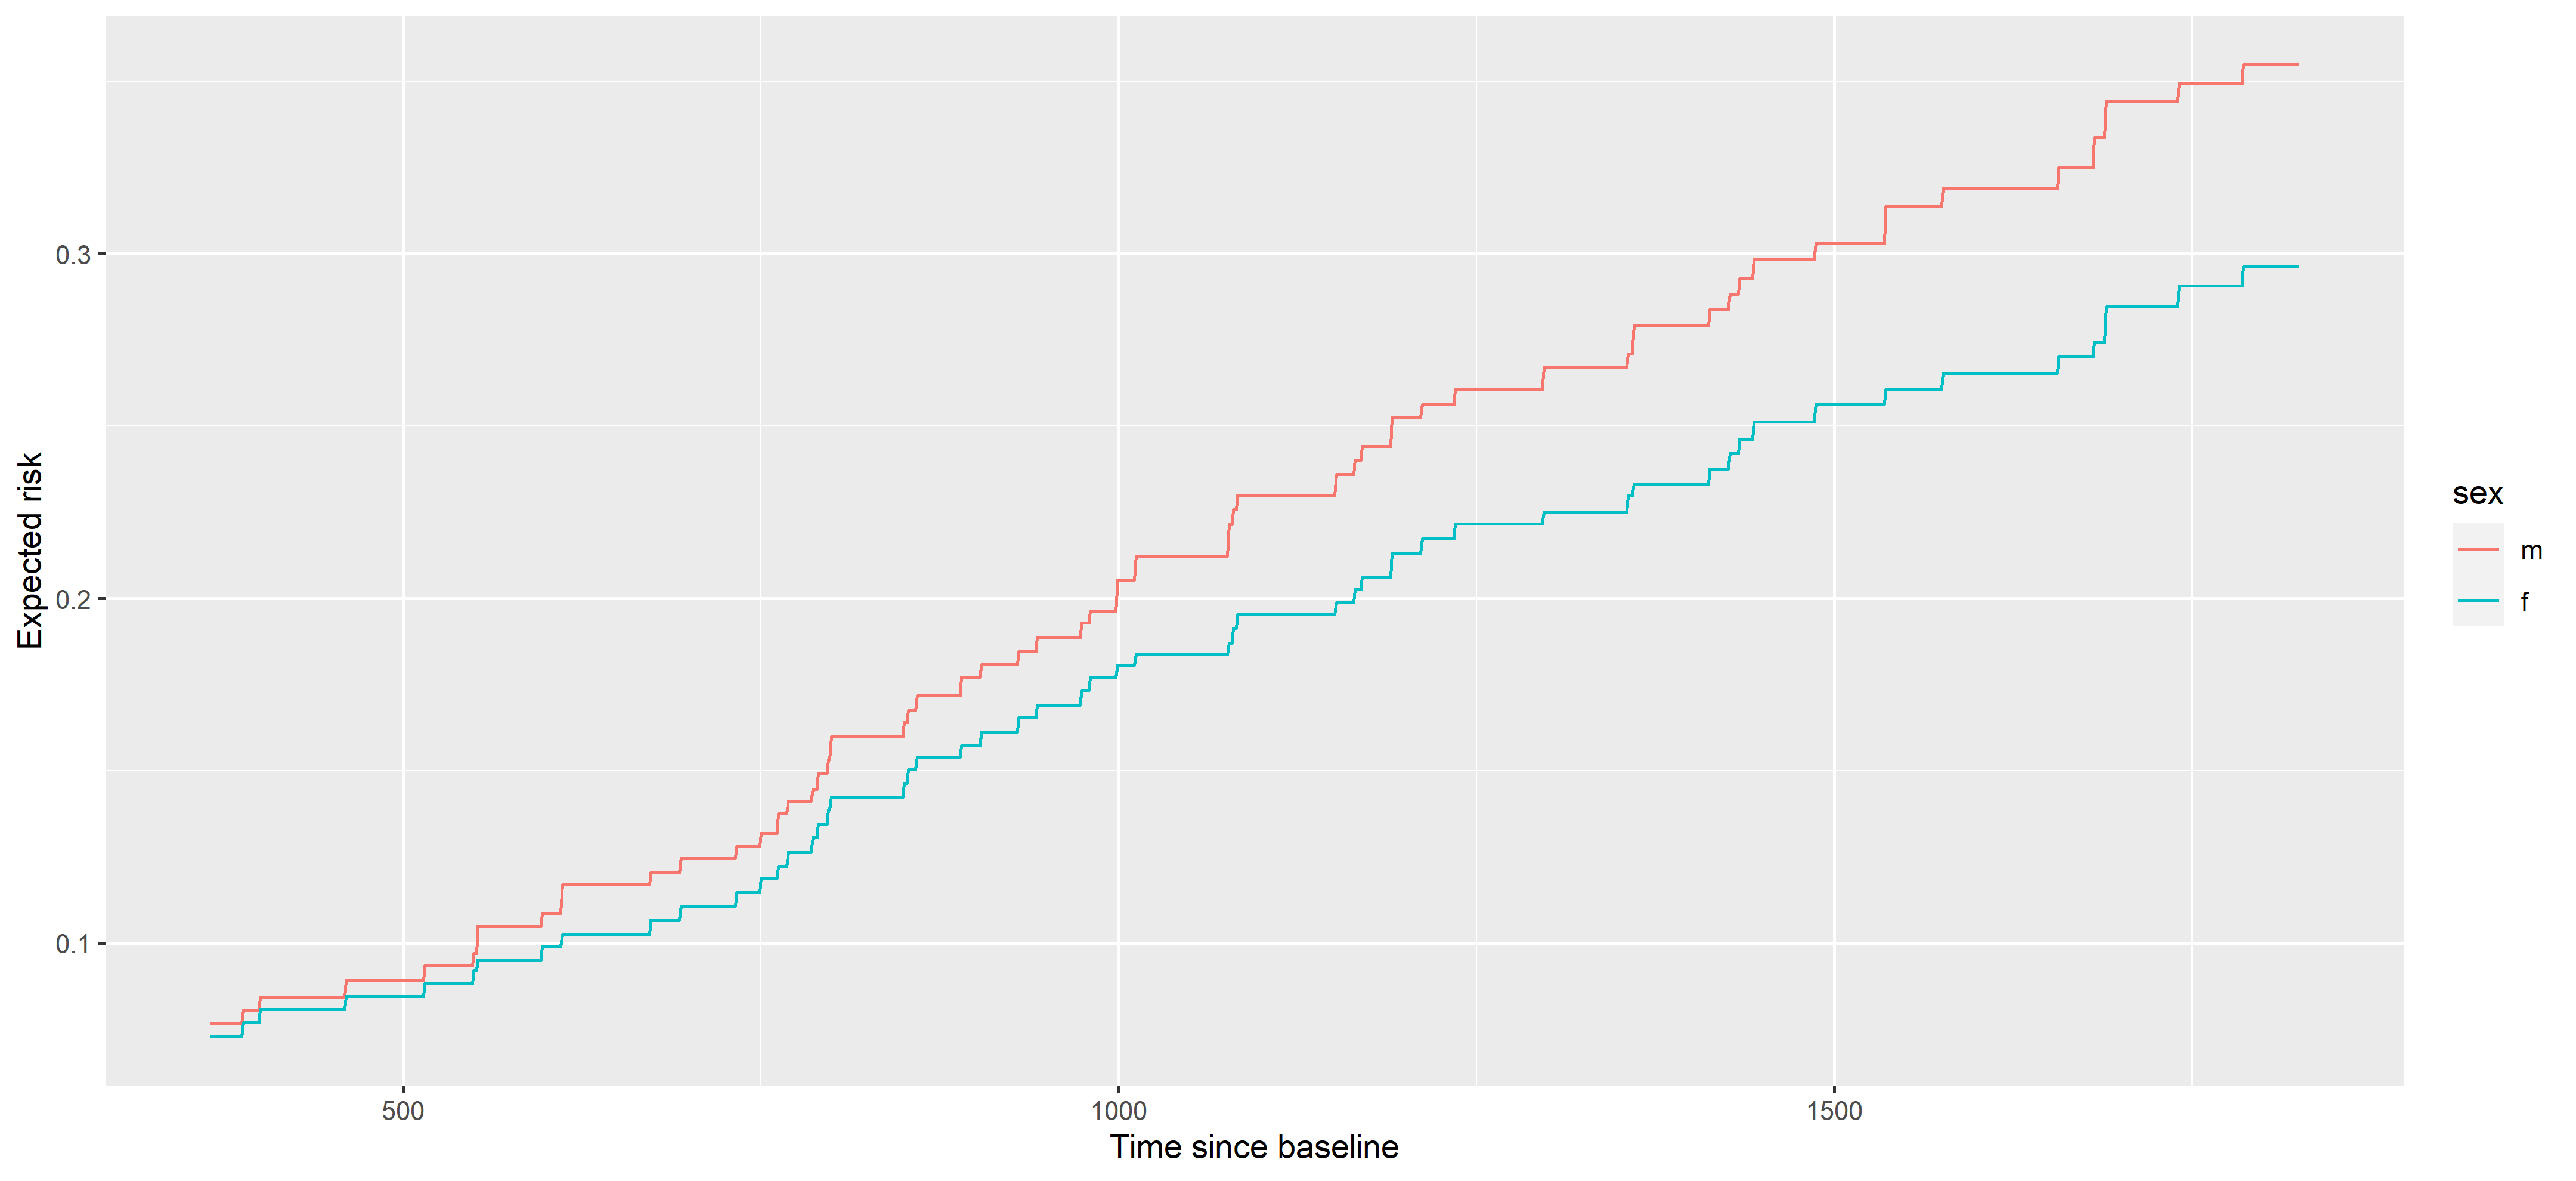 Expected risk
0.3
0.2
0.1
500
1000
1500
Time since baseline
sex
m
f